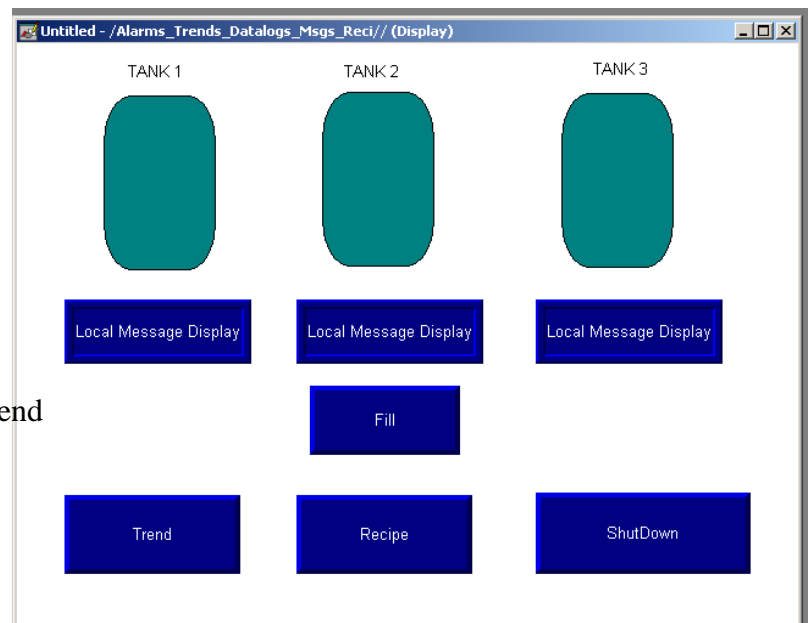 Untitled - /Alarms_Trends_Datalogs_Msgs_Reci// (Display)
TANK 1 TANK 2 TANK 3
Local Message Display Local Message Display Local Message Display
end
Fill
Trend Recipe ShutDown